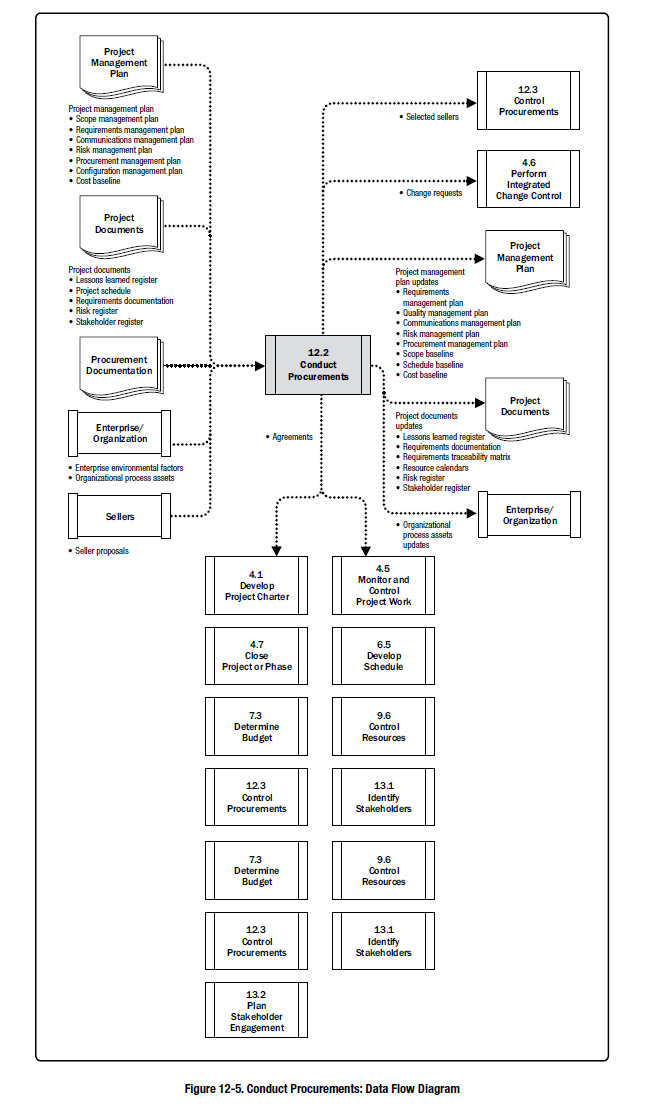 Project
Management
Plan
Project management plan
• Scope management plan
• Requirements management plan
• Communications management plan
• Risk management plan
• Procurement management plan
• Configuration management plan
• Cost baseline
Project
Documents
Project documents
• Lessons learned register
• Project schedule
• Requirements documentation
• Risk register
• Stakeholder register
Procurement
Documentation
Enterprise/
Organization
• Enterprise environmental factors
• Organizational process assets
Sellers
• Seller proposals
12.2
Conduct
Procurements
• Selected sellers
12.3
Control
Procurements
• Change requests
4.6
Perform
Integrated
Change Control
Project
Management
Plan
Project management
plan updates
• Requirements
management plan
• Quality management plan
• Communications management plan
• Risk management plan
• Procurement management plan
• Scope baseline
• Schedule baseline
• Cost baseline
Project
Documents
Project documents
updates
• Lessons learned register
• Requirements documentation
• Requirements traceability matrix
• Resource calendars
• Risk register
• Stakeholder register
Enterprise/
Organization
• Organizational
process assets
updates
• Agreements
4.1
Develop
Project Charter
4.5
Monitor and
Control
Project Work
4.7
Close
Project or Phase
6.5
Develop
Schedule
7.3
Determine
Budget
9.6
Control
Resources
12.3
Control
Procurements
13.1
Identify
Stakeholders
7.3
Determine
Budget
9.6
Control
Resources
12.3
Control
Procurements
13.1
Identify
Stakeholders
13.2
Plan
Stakeholder
Engagement
Figure 12-5. Conduct Procurements: Data Flow Diagram